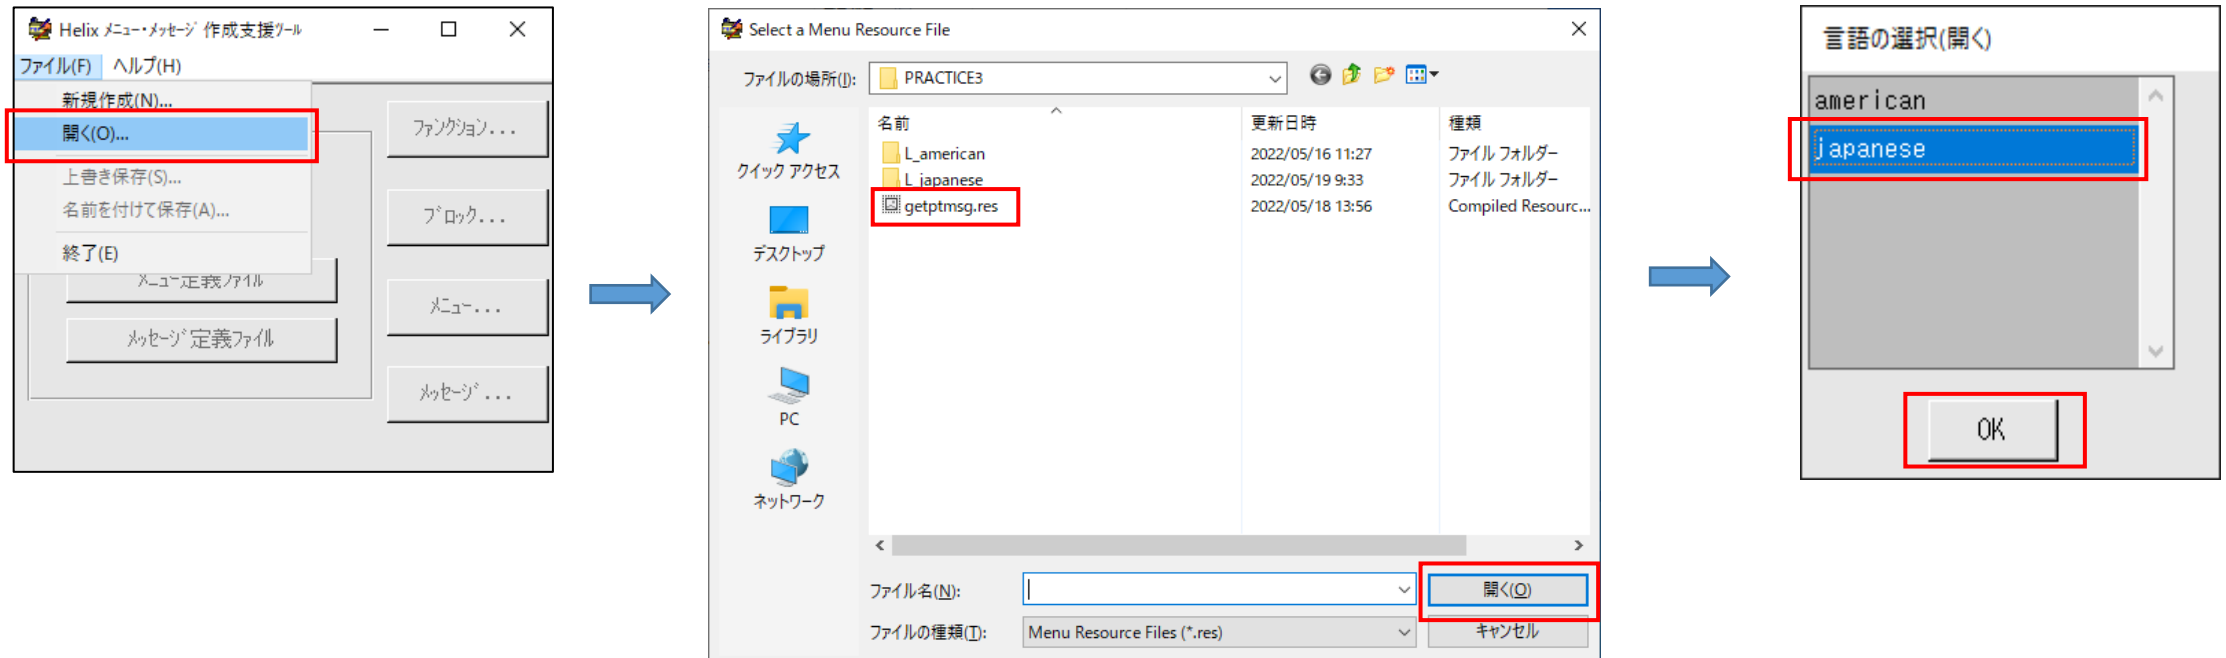 Helix ﾒﾆｭｰ・ﾒｯｾｰｼﾞ 作成支援ﾂｰﾙ
ファイル(F) ヘルプ(H)
新規作成(N)...
開く(O)...
上書き保存(S)...
名前を付けて保存(A)...
終了(E)
ﾒﾆｭｰ定義ﾌｧｲﾙ
ﾒｯｾｰｼﾞ定義ﾌｧｲﾙ
ﾌｧﾝｸｼｮﾝ...
ﾌﾞﾛｯｸ...
ﾒﾆｭｰ...
ﾒｯｾｰｼﾞ...
Select a Menu Resource File
ファイルの場所(I): PRACTICE3
クイック アクセス
デスクトップ
ライブラリ
PC
ネットワーク
名前 更新日時 種類
L_american 2022/05/16 11:27 ファイル フォルダー
L_japanese 2022/05/19 9:33 ファイル フォルダー
getptmsg.res 2022/05/18 13:56 Compiled Resourc...
ファイル名(N): 開く(O)
ファイルの種類(T): Menu Resource Files (*.res) キャンセル
言語の選択(開く)
american
japanese
OK